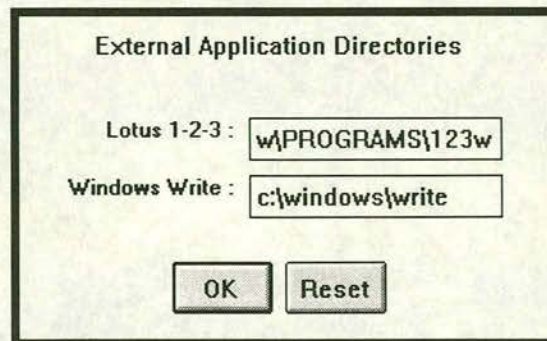 External Application Directories
Lotus 1-2-3 : w\PROGRAMS\123w
Windows Write : c:\windows\write
OK Reset